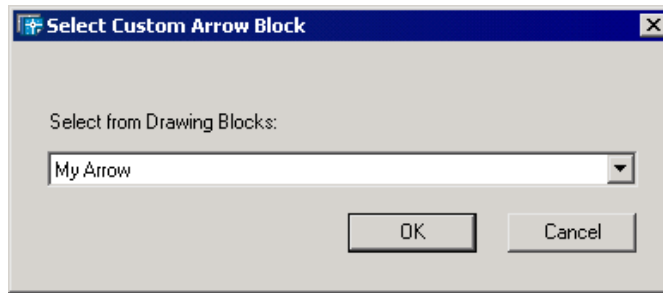 Select Custom Arrow Block
Select from Drawing Blocks:
My Arrow
OK Cancel